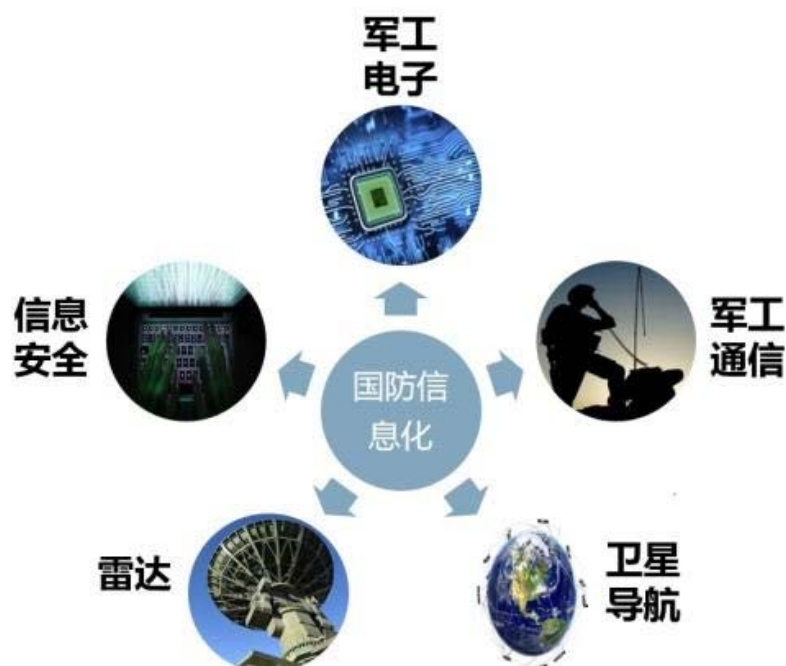 军工
电子
信息
安全
军工
通信
国防信
息化
雷达
卫星
导航